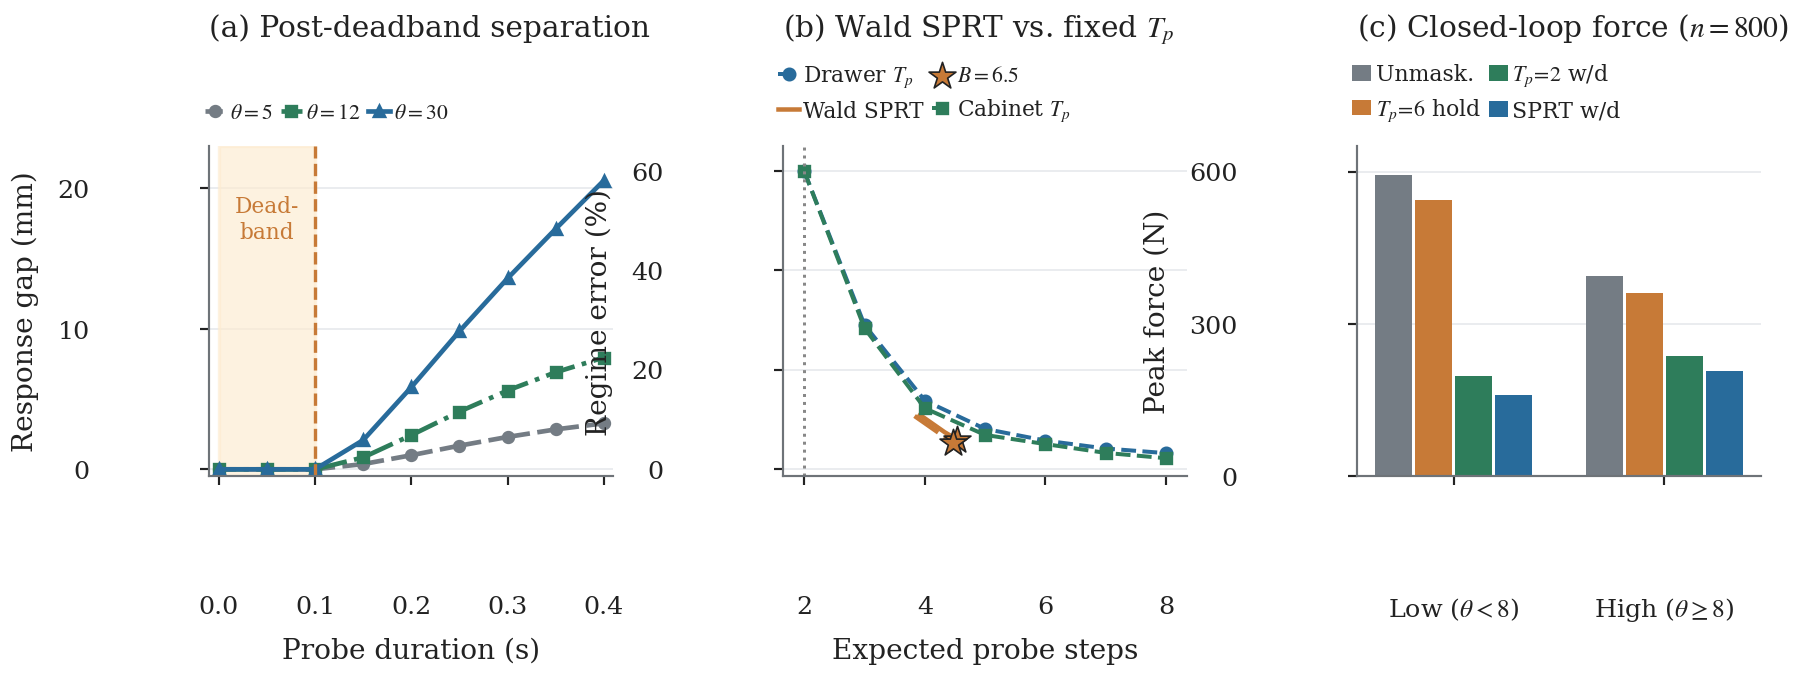 (a) Post-deadband separation
θ = 5 θ = 12 θ = 30
Response gap (mm)
20
10
0
Dead-
band
0.0 0.1 0.2 0.3 0.4
Probe duration (s)
(b) Wald SPRT vs. fixed Tp
Drawer Tp B = 6.5
Wald SPRT Cabinet Tp
Regime error (%)
60
40
20
0
2 4 6 8
Expected probe steps
(c) Closed-loop force (n = 800)
Unmask. Tp=2 w/d
Tp=6 hold SPRT w/d
Peak force (N)
600
300
0
Low (θ < 8) High (θ ≥ 8)